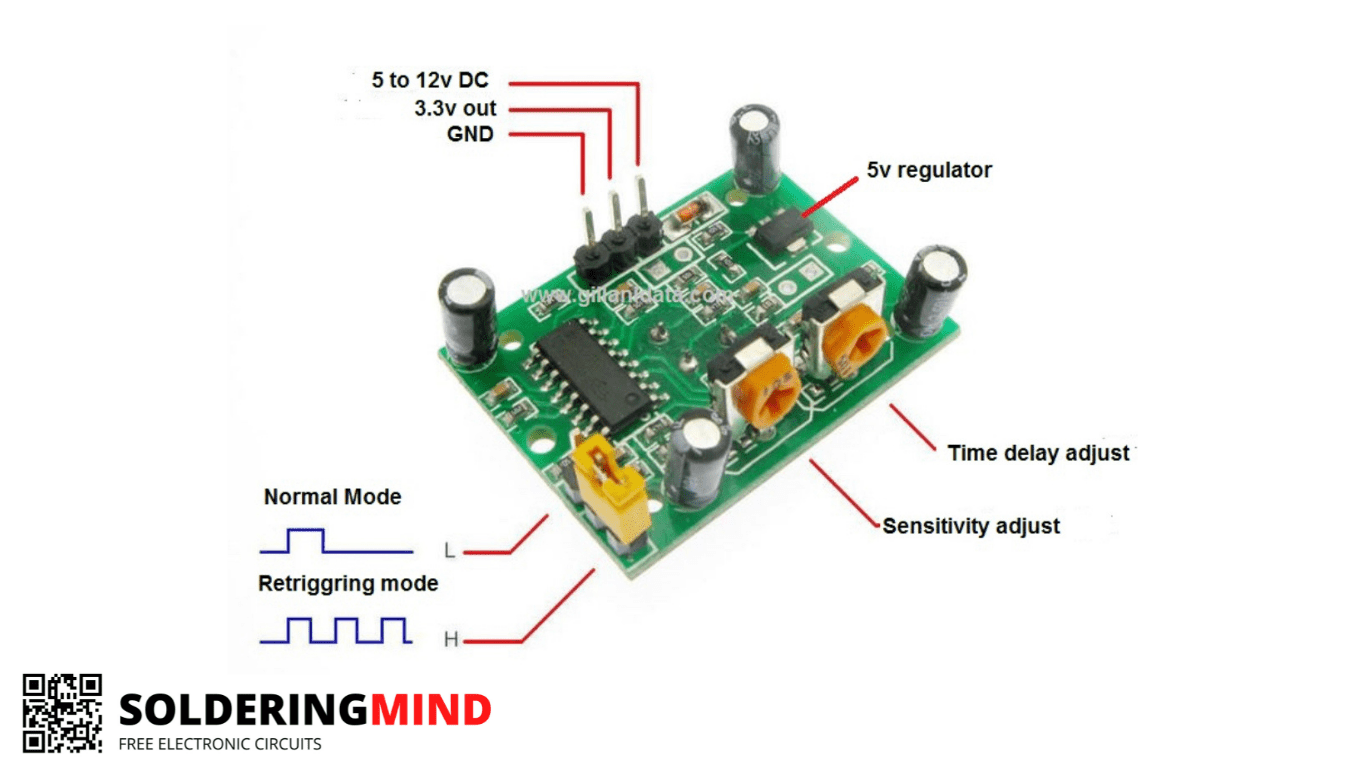 5 to 12v DC
3.3v out
GND
5v regulator
www.gillanidata.com
Time delay adjust
Sensitivity adjust
Normal Mode
L
Retriggring mode
H
SOLDERINGMIND
FREE ELECTRONIC CIRCUITS